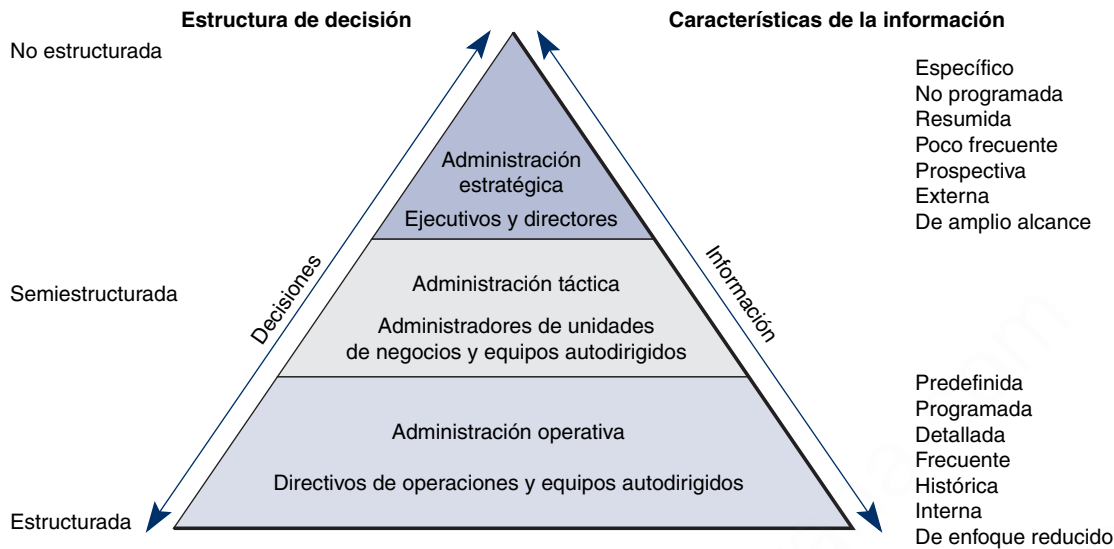 Estructura de decisión
Características de la información
No estructurada
Semiestructurada
Estructurada
Decisiones
Administración
estratégica
Ejecutivos y directores
Administración táctica
Administradores de unidades
de negocios y equipos autodirigidos
Administración operativa
Directivos de operaciones y equipos autodirigidos
Información
Específico
No programada
Resumida
Poco frecuente
Prospectiva
Externa
De amplio alcance
Predefinida
Programada
Detallada
Frecuente
Histórica
Interna
De enfoque reducido